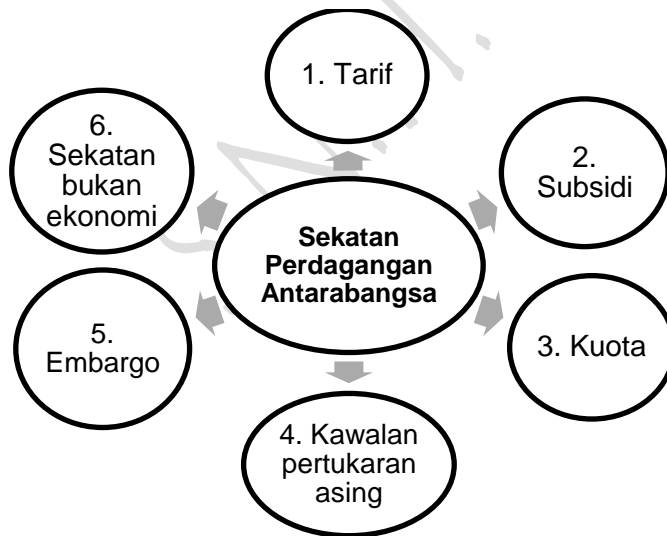 1. Tarif
2.
Subsidi
3. Kuota
4. Kawalan
pertukaran
asing
5.
Embargo
6.
Sekatan
bukan
ekonomi
Sekatan
Perdagangan
Antarabangsa